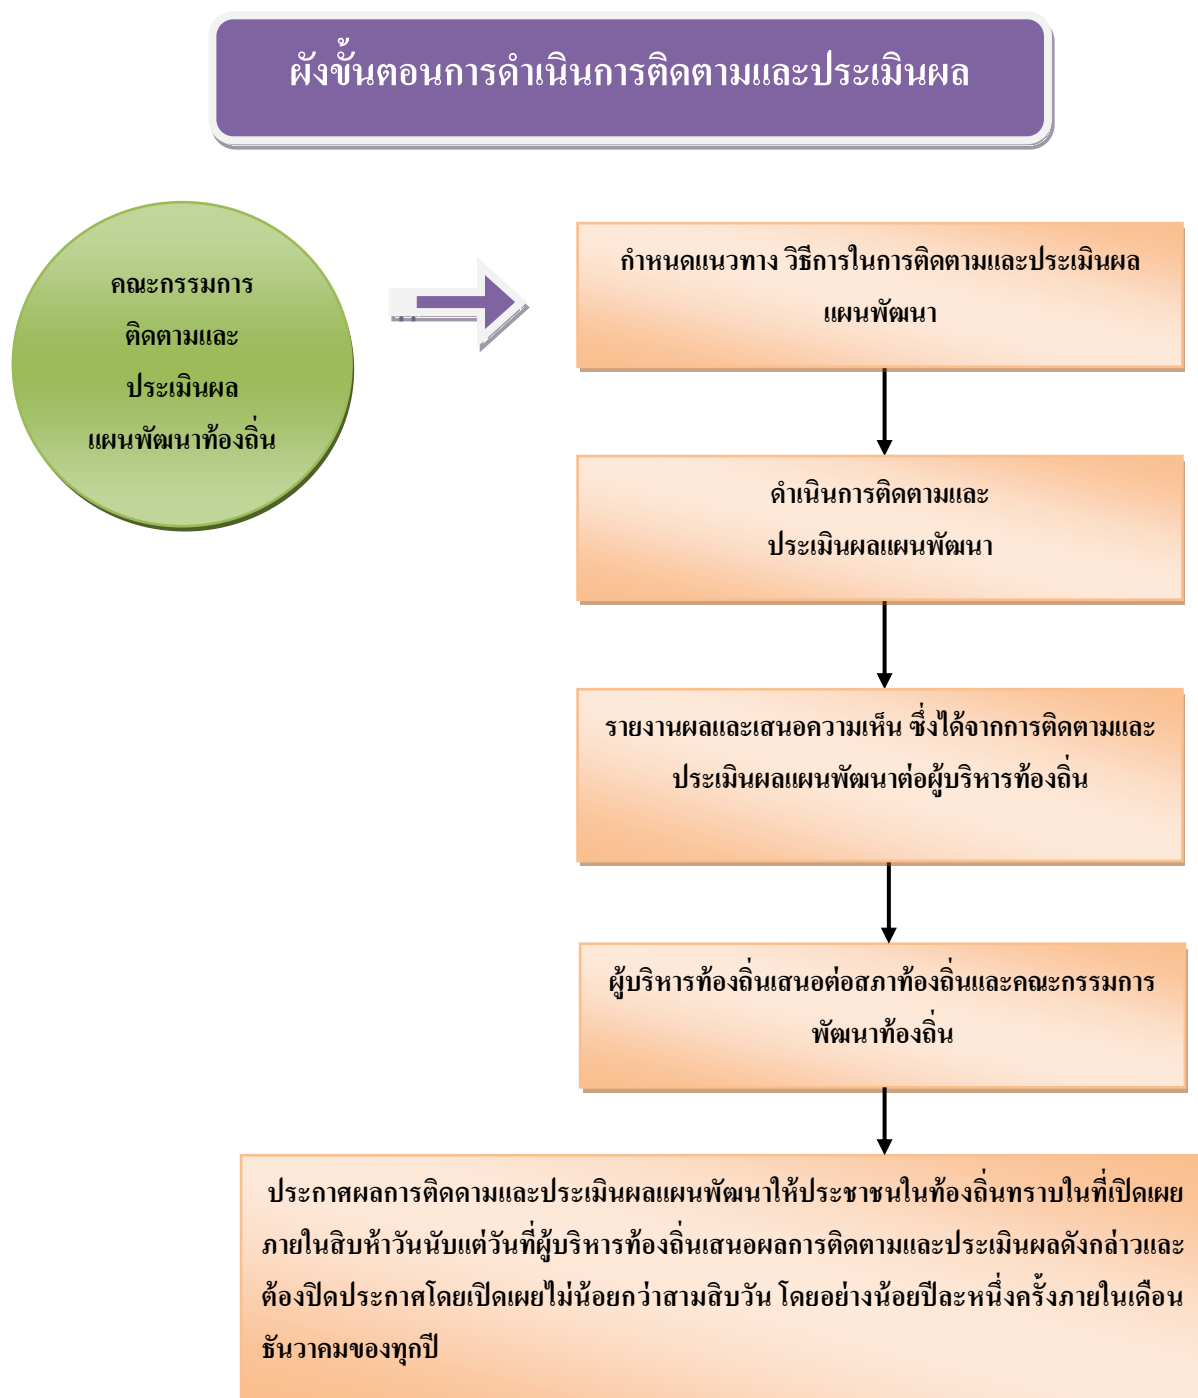 ผังขั้นตอนการดำเนินการติดตามและประเมินผล
คณะกรรมการ
ติดตามและ
ประเมินผล
แผนพัฒนาท้องถิ่น
กำหนดแนวทาง วิธีการในการติดตามและประเมินผล
แผนพัฒนา
ดำเนินการติดตามและ
ประเมินผลแผนพัฒนา
รายงานผลและเสนอความเห็น ซึ่งได้จากการติดตามและ
ประเมินผลแผนพัฒนาต่อผู้บริหารท้องถิ่น
ผู้บริหารท้องถิ่นเสนอต่อสภาท้องถิ่นและคณะกรรมการ
พัฒนาท้องถิ่น
ประกาศผลการติดดามและประเมินผลแผนพัฒนาให้ประชาชนในท้องถิ่นทราบในที่เปิดเผย
ภายในสิบห้าวันนับแต่วันที่ผู้บริหารท้องถิ่นเสนอผลการติดตามและประเมินผลดังกล่าวและ
ต้องปิดประกาศโดยเปิดเผยไม่น้อยกว่าสามสิบวัน โดยอย่างน้อยปีละหนึ่งครั้งภายในเดือน
ธันวาคมของทุกปี